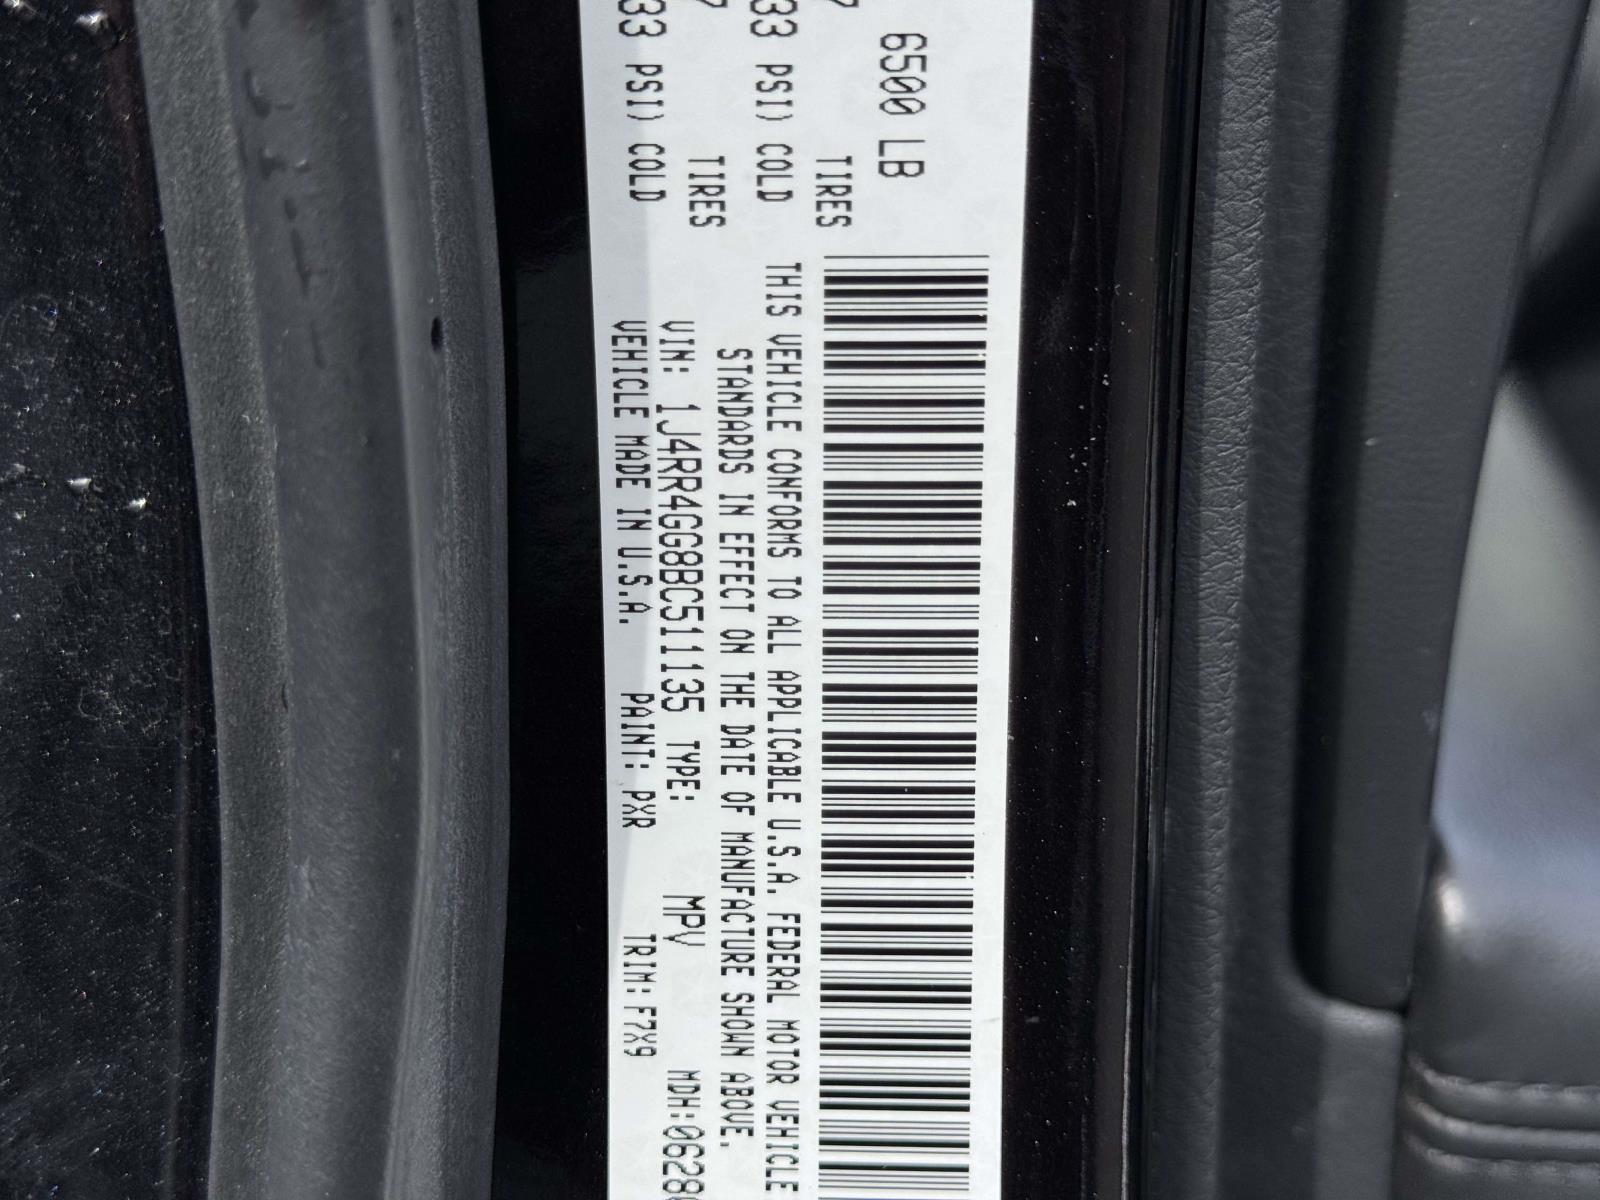 6500 LB
7 TIRES
33 PSI) COLD
7 TIRES
33 PSI) COLD
THIS VEHICLE CONFORMS TO ALL APPLICABLE U.S.A. FEDERAL MOTOR VEHICLE
STANDARDS IN EFFECT ON THE DATE OF MANUFACTURE SHOWN ABOVE.
VIN: 1J4RR4GG8BC511135 TYPE: MPV MDH: 0628
VEHICLE MADE IN U.S.A. PAINT: PXR TRIM: F7X9